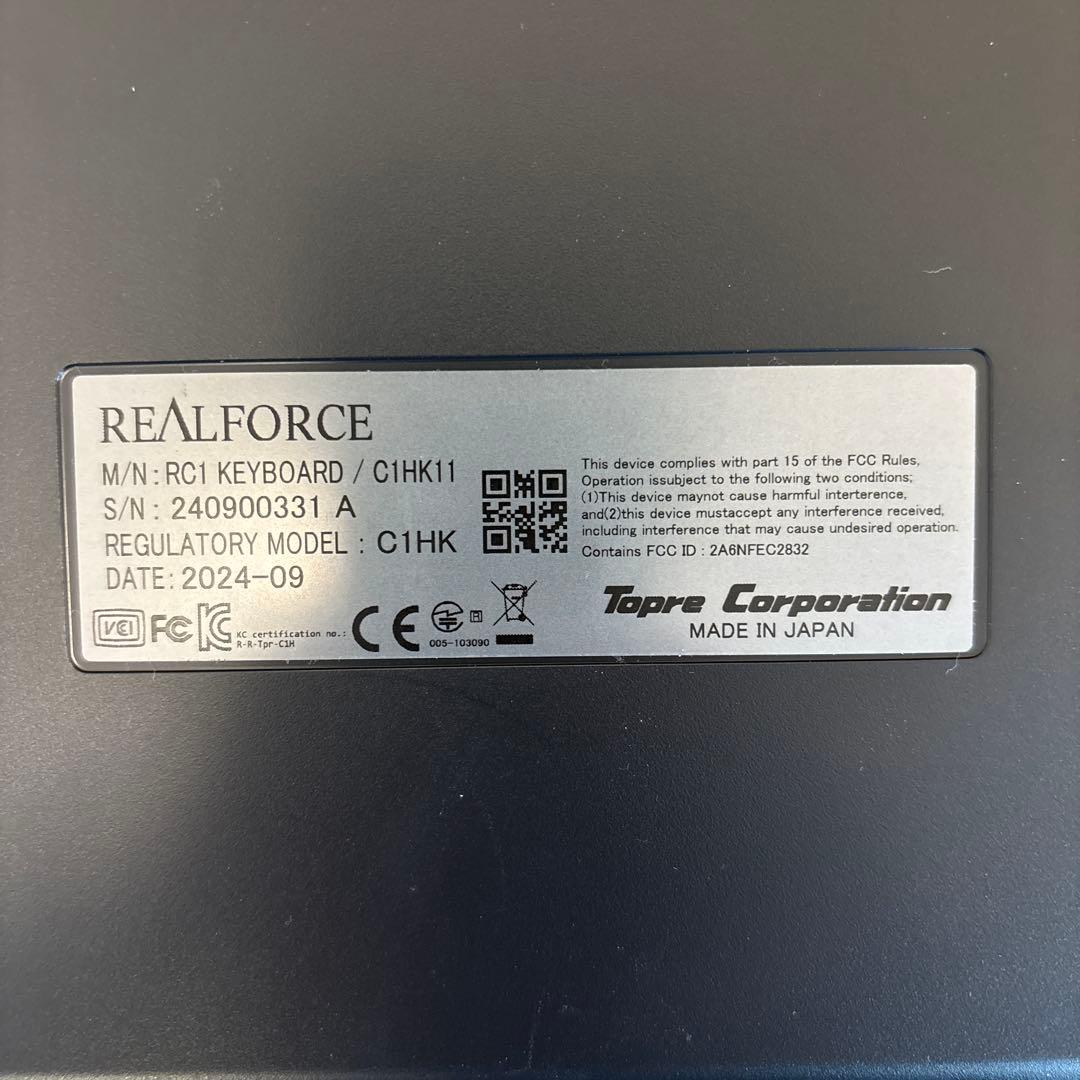 REALFORCE
M/N : RC1 KEYBOARD / C1HK11
S/N : 240900331 A
REGULATORY MODEL : C1HK
DATE : 2024-09
VCI
FC
KC
KC certification no.:
R-R-Tpr-C1H
CE
R
005-103090
This device complies with part 15 of the FCC Rules,
Operation issubject to the following two conditions;
(1)This device maynot cause harmful interference,
and(2)this device mustaccept any interference received,
including interference that may cause undesired operation.
Contains FCC ID : 2A6NFEC2832
Topre Corporation
MADE IN JAPAN